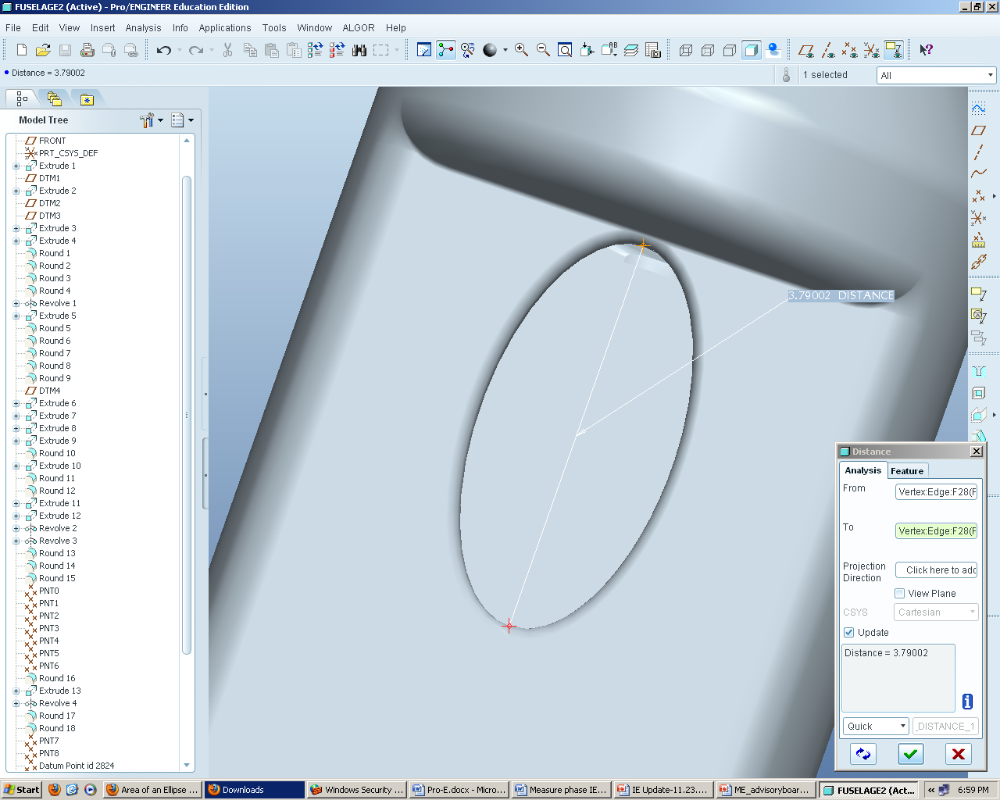 FUSELAGE2 (Active) - Pro/ENGINEER Education Edition
File Edit View Insert Analysis Info Applications Tools Window ALGOR Help
Distance = 3.79002
1 selected
All
Model Tree
FRONT
PRT_CSYS_DEF
Extrude 1
DTM1
Extrude 2
DTM2
DTM3
Extrude 3
Extrude 4
Round 1
Round 2
Round 3
Round 4
Revolve 1
Extrude 5
Round 5
Round 6
Round 7
Round 8
Round 9
DTM4
Extrude 6
Extrude 7
Extrude 8
Extrude 9
Round 10
Extrude 10
Round 11
Round 12
Extrude 11
Extrude 12
Revolve 2
Revolve 3
Round 13
Round 14
Round 15
PNT0
PNT1
PNT2
PNT3
PNT4
PNT5
PNT6
Round 16
Extrude 13
Revolve 4
Round 17
Round 18
PNT7
PNT8
Datum Point id 2824
3.79002 DISTANCE
Distance
Analysis Feature
From Vertex:Edge:F28(F
To Vertex:Edge:F28(F
Projection Direction Click here to add
View Plane
CSYS Cartesian
Update
Distance = 3.79002
Quick _DISTANCE_1
Start
Area of an Ellipse ...
Downloads
Windows Security ...
Pro-E.docx - Micro...
Measure phase IE...
IE Update-11.23....
ME_advisoryboar...
FUSELAGE2 (Act...
6:59 PM